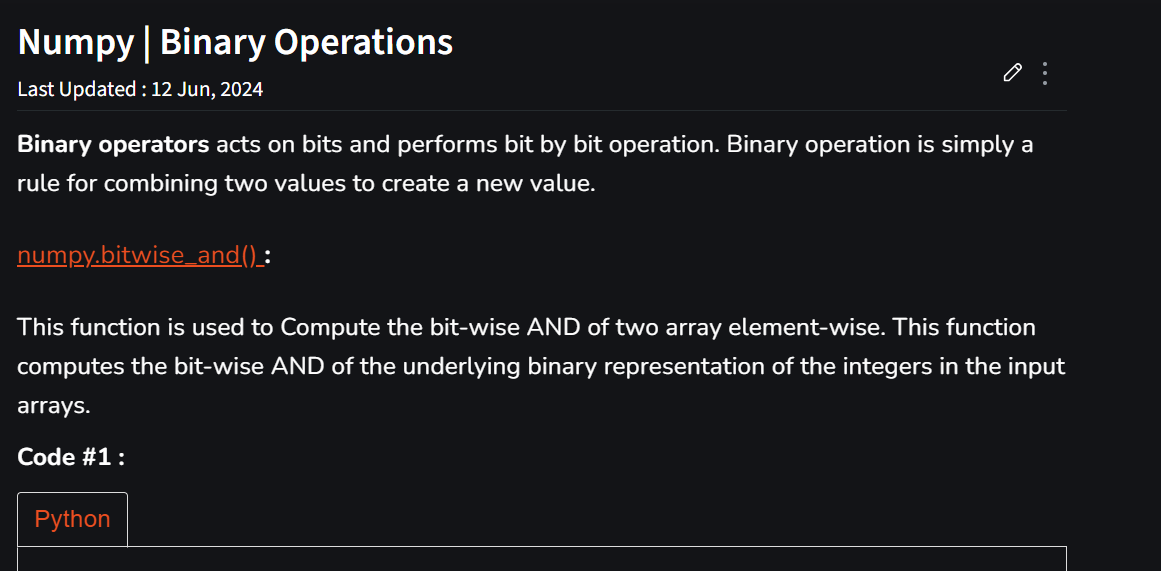 Numpy | Binary Operations
Last Updated : 12 Jun, 2024
Binary operators acts on bits and performs bit by bit operation. Binary operation is simply a
rule for combining two values to create a new value.
numpy.bitwise_and() :
This function is used to Compute the bit-wise AND of two array element-wise. This function
computes the bit-wise AND of the underlying binary representation of the integers in the input
arrays.
Code #1 :
Python